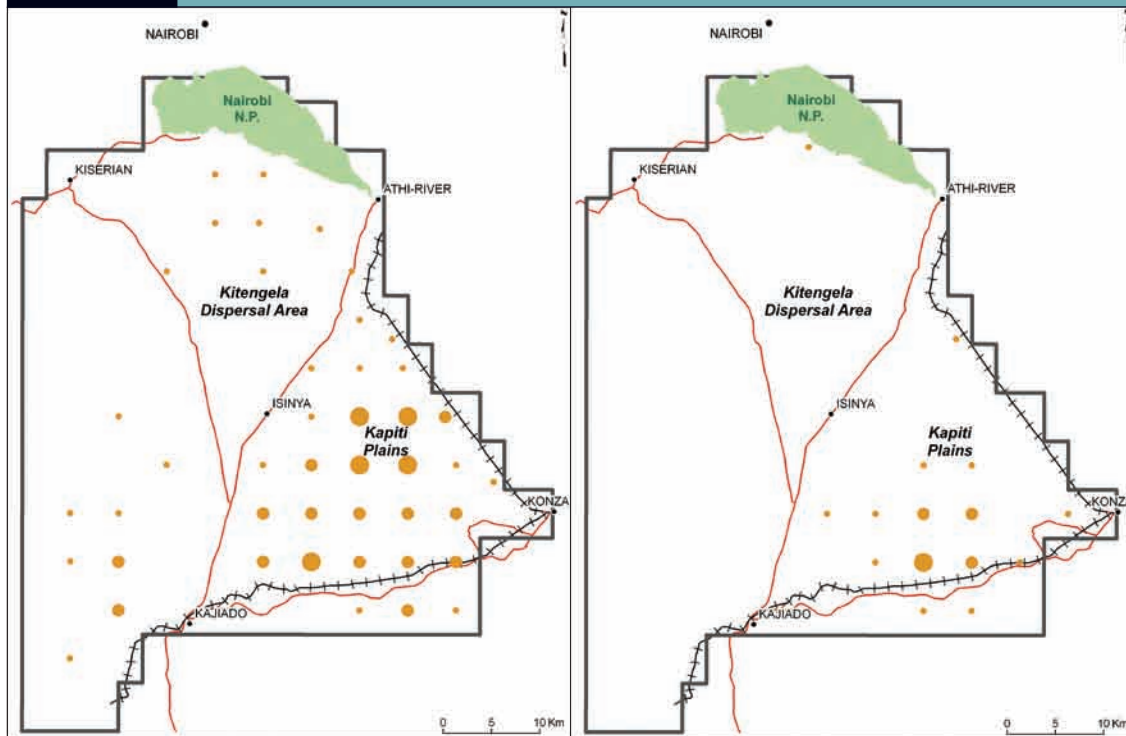 NAIROBI
Nairobi
N.P.
KISERIAN
ATHI-RIVER
Kitengela
Dispersal Area
ISINYA
Kapiti
Plains
KONZA
KAJIADO
0 5 10 Km
NAIROBI
Nairobi
N.P.
KISERIAN
ATHI-RIVER
Kitengela
Dispersal Area
ISINYA
Kapiti
Plains
KONZA
KAJIADO
0 5 10 Km